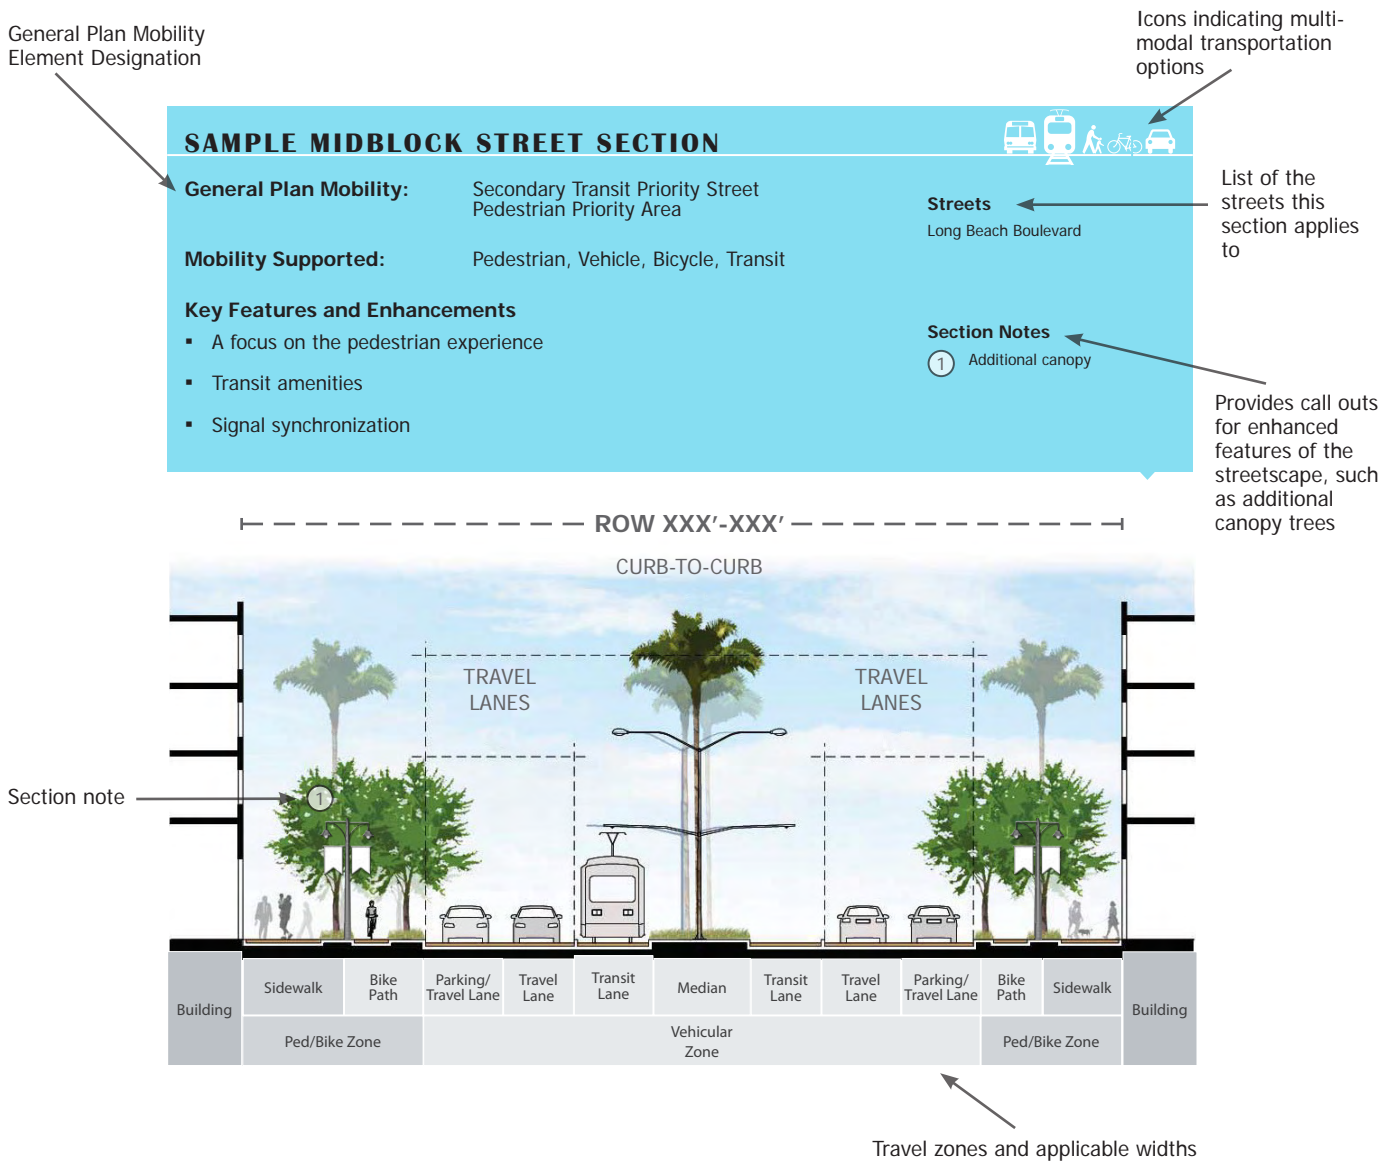 General Plan Mobility
Element Designation
Icons indicating multi-
modal transportation
options
SAMPLE MIDBLOCK STREET SECTION
General Plan Mobility:
Secondary Transit Priority Street
Pedestrian Priority Area
Mobility Supported:
Pedestrian, Vehicle, Bicycle, Transit
Key Features and Enhancements
▪ A focus on the pedestrian experience
▪ Transit amenities
▪ Signal synchronization
Streets
Long Beach Boulevard
Section Notes
1 Additional canopy
List of the
streets this
section applies
to
Provides call outs
for enhanced
features of the
streetscape, such
as additional
canopy trees
ROW XXX'-XXX'
CURB-TO-CURB
TRAVEL
LANES
TRAVEL
LANES
Section note
1
Building
Sidewalk
Bike
Path
Parking/
Travel Lane
Travel
Lane
Transit
Lane
Median
Transit
Lane
Travel
Lane
Parking/
Travel Lane
Bike
Path
Sidewalk
Building
Ped/Bike Zone
Vehicular
Zone
Ped/Bike Zone
Travel zones and applicable widths